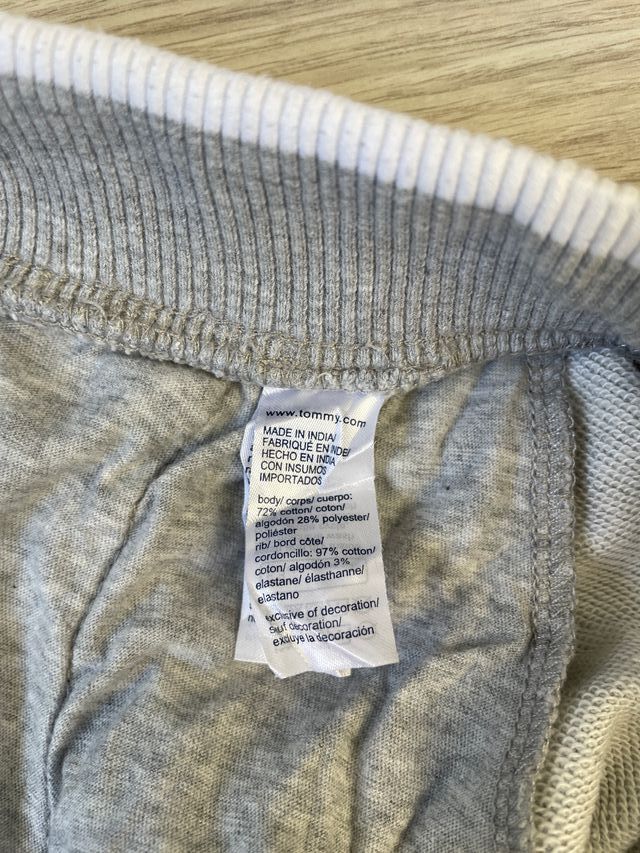 www.tommy.com
MADE IN INDIA/
FABRIQUÉ EN INDE/
HECHO EN INDIA
CON INSUMOS
IMPORTADOS
body/ corps/ cuerpo:
72% cotton/ coton/
algodón 28% polyester/
poliéster
rib/ bord côte/
cordoncillo: 97% cotton/
coton/ algodón 3%
elastane/ élasthanne/
elastano
exclusive of decoration/
sauf décoration/
excluye la decoración